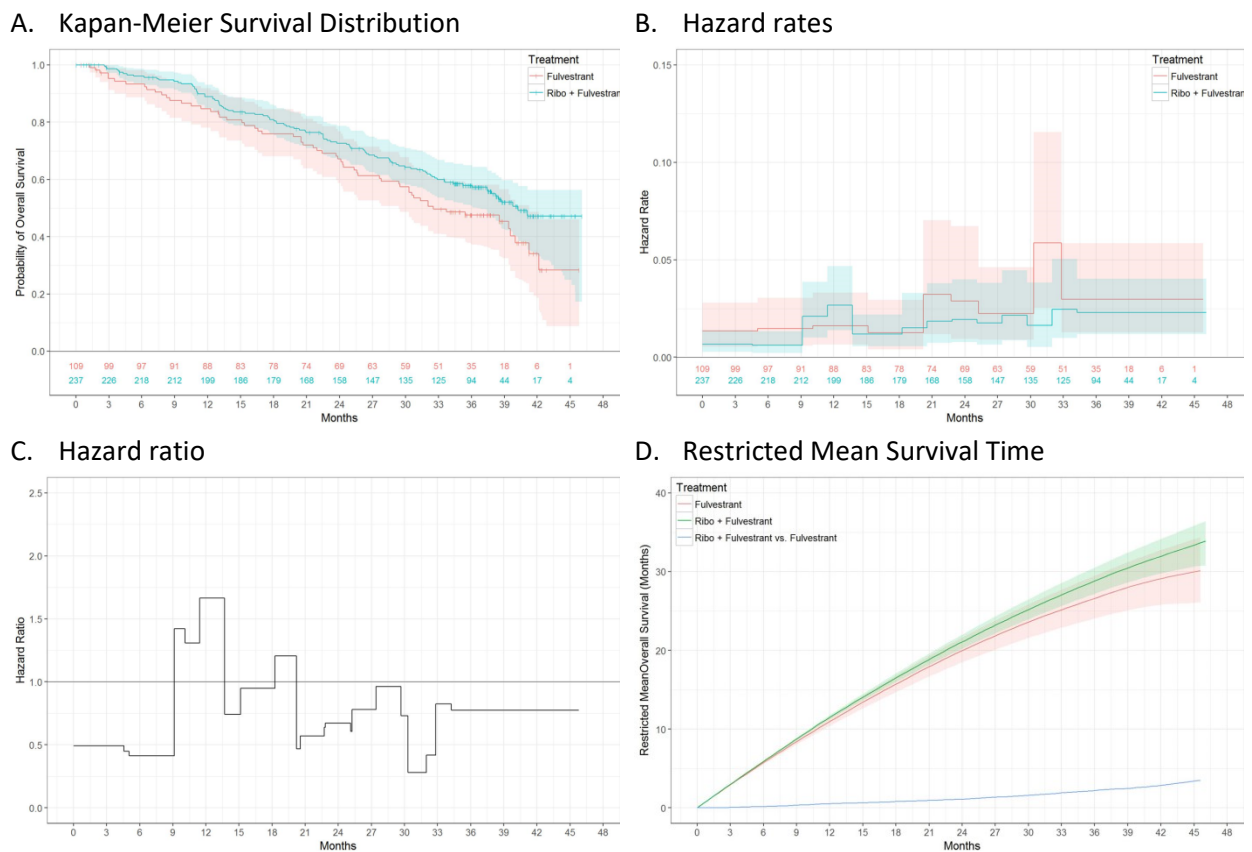 A. Kapan-Meier Survival Distribution
Treatment
Fulvestrant
Ribo + Fulvestrant
Probability of Overall Survival
1.0
0.8
0.6
0.4
0.2
0.0
109 99 97 91 88 83 78 74 69 63 59 51 35 18 6 1
237 226 218 212 199 186 179 168 158 147 135 125 94 44 17 4
0 3 6 9 12 15 18 21 24 27 30 33 36 39 42 45 48
Months
B. Hazard rates
Treatment
Fulvestrant
Ribo + Fulvestrant
Hazard Rate
0.15
0.10
0.05
0.00
109 99 97 91 88 83 78 74 69 63 59 51 35 18 6 1
237 226 218 212 199 186 179 168 158 147 135 125 94 44 17 4
0 3 6 9 12 15 18 21 24 27 30 33 36 39 42 45 48
Months
C. Hazard ratio
Hazard Ratio
2.5
2.0
1.5
1.0
0.5
0.0
0 3 6 9 12 15 18 21 24 27 30 33 36 39 42 45 48
Months
D. Restricted Mean Survival Time
Treatment
Fulvestrant
Ribo + Fulvestrant
Ribo + Fulvestrant vs. Fulvestrant
Restricted MeanOverall Survival (Months)
40
30
20
10
0
0 3 6 9 12 15 18 21 24 27 30 33 36 39 42 45 48
Months